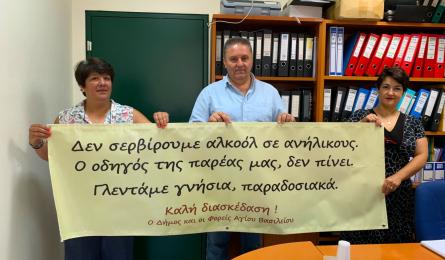 Δεν σερβίρουμε αλκοόλ σε ανήλικους.
Ο οδηγός της παρέας μας, δεν πίνει.
Γλεντάμε γνήσια, παραδοσιακά.
Καλή διασκέδαση !
Ο Δήμος και οι Φορείς Αγίου Βασιλείου